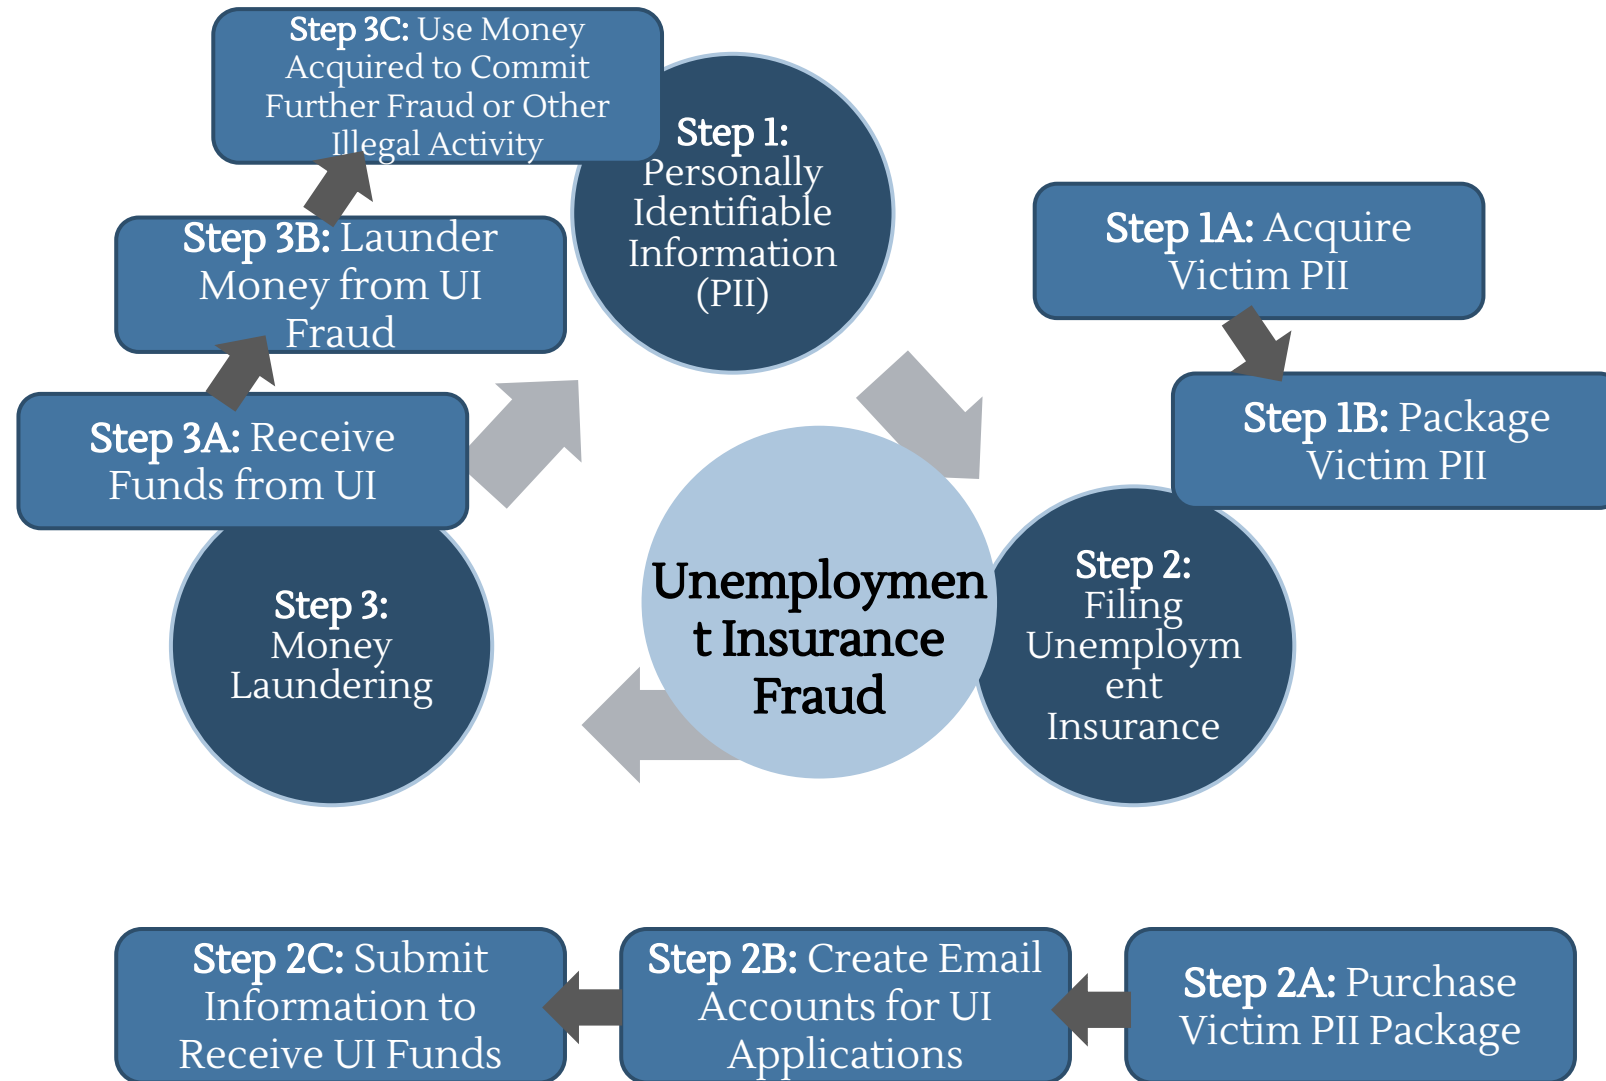 Step 3C: Use Money
Acquired to Commit
Further Fraud or Other
Illegal Activity
Step 1:
Personally
Identifiable
Information
(PII)
Step 1A: Acquire
Victim PII
Step 3B: Launder
Money from UI
Fraud
Step 1B: Package
Victim PII
Step 3A: Receive
Funds from UI
Unemploymen
t Insurance
Fraud
Step 2:
Filing
Unemploym
ent
Insurance
Step 3:
Money
Laundering
Step 2C: Submit
Information to
Receive UI Funds
Step 2B: Create Email
Accounts for UI
Applications
Step 2A: Purchase
Victim PII Package